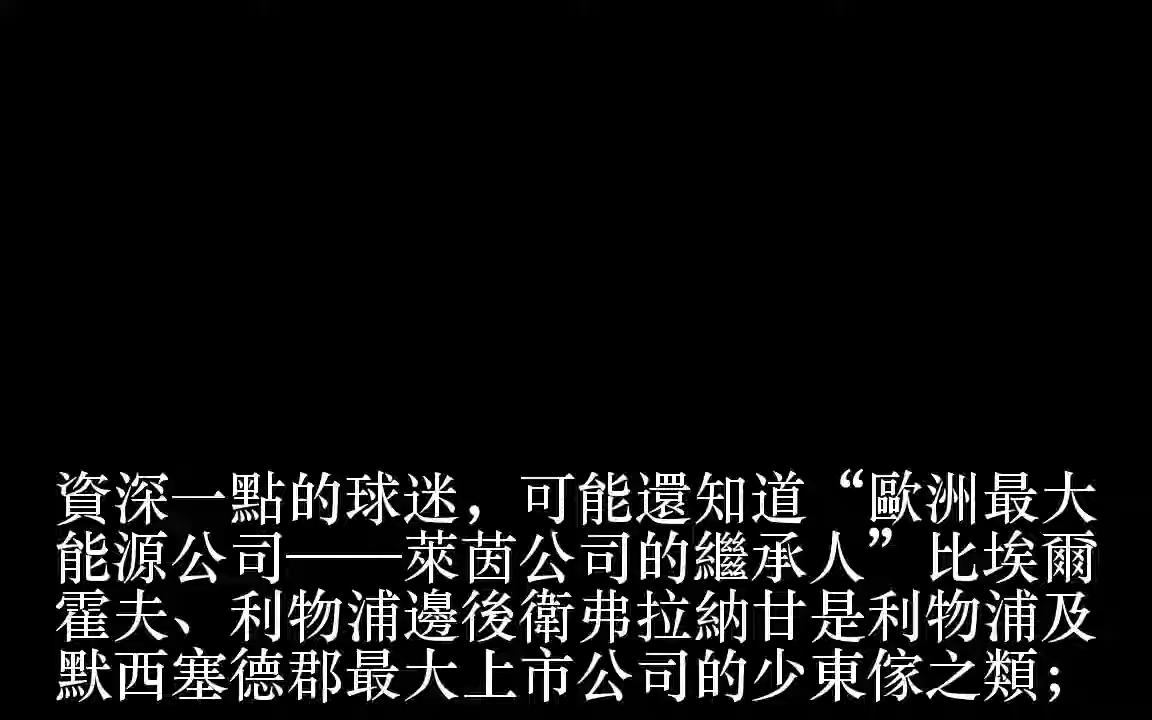 資深一點的球迷，可能還知道“歐洲最大
能源公司——萊茵公司的繼承人”比埃爾
霍夫、利物浦邊後衛弗拉納甘是利物浦及
默西塞德郡最大上市公司的少東傢之類；